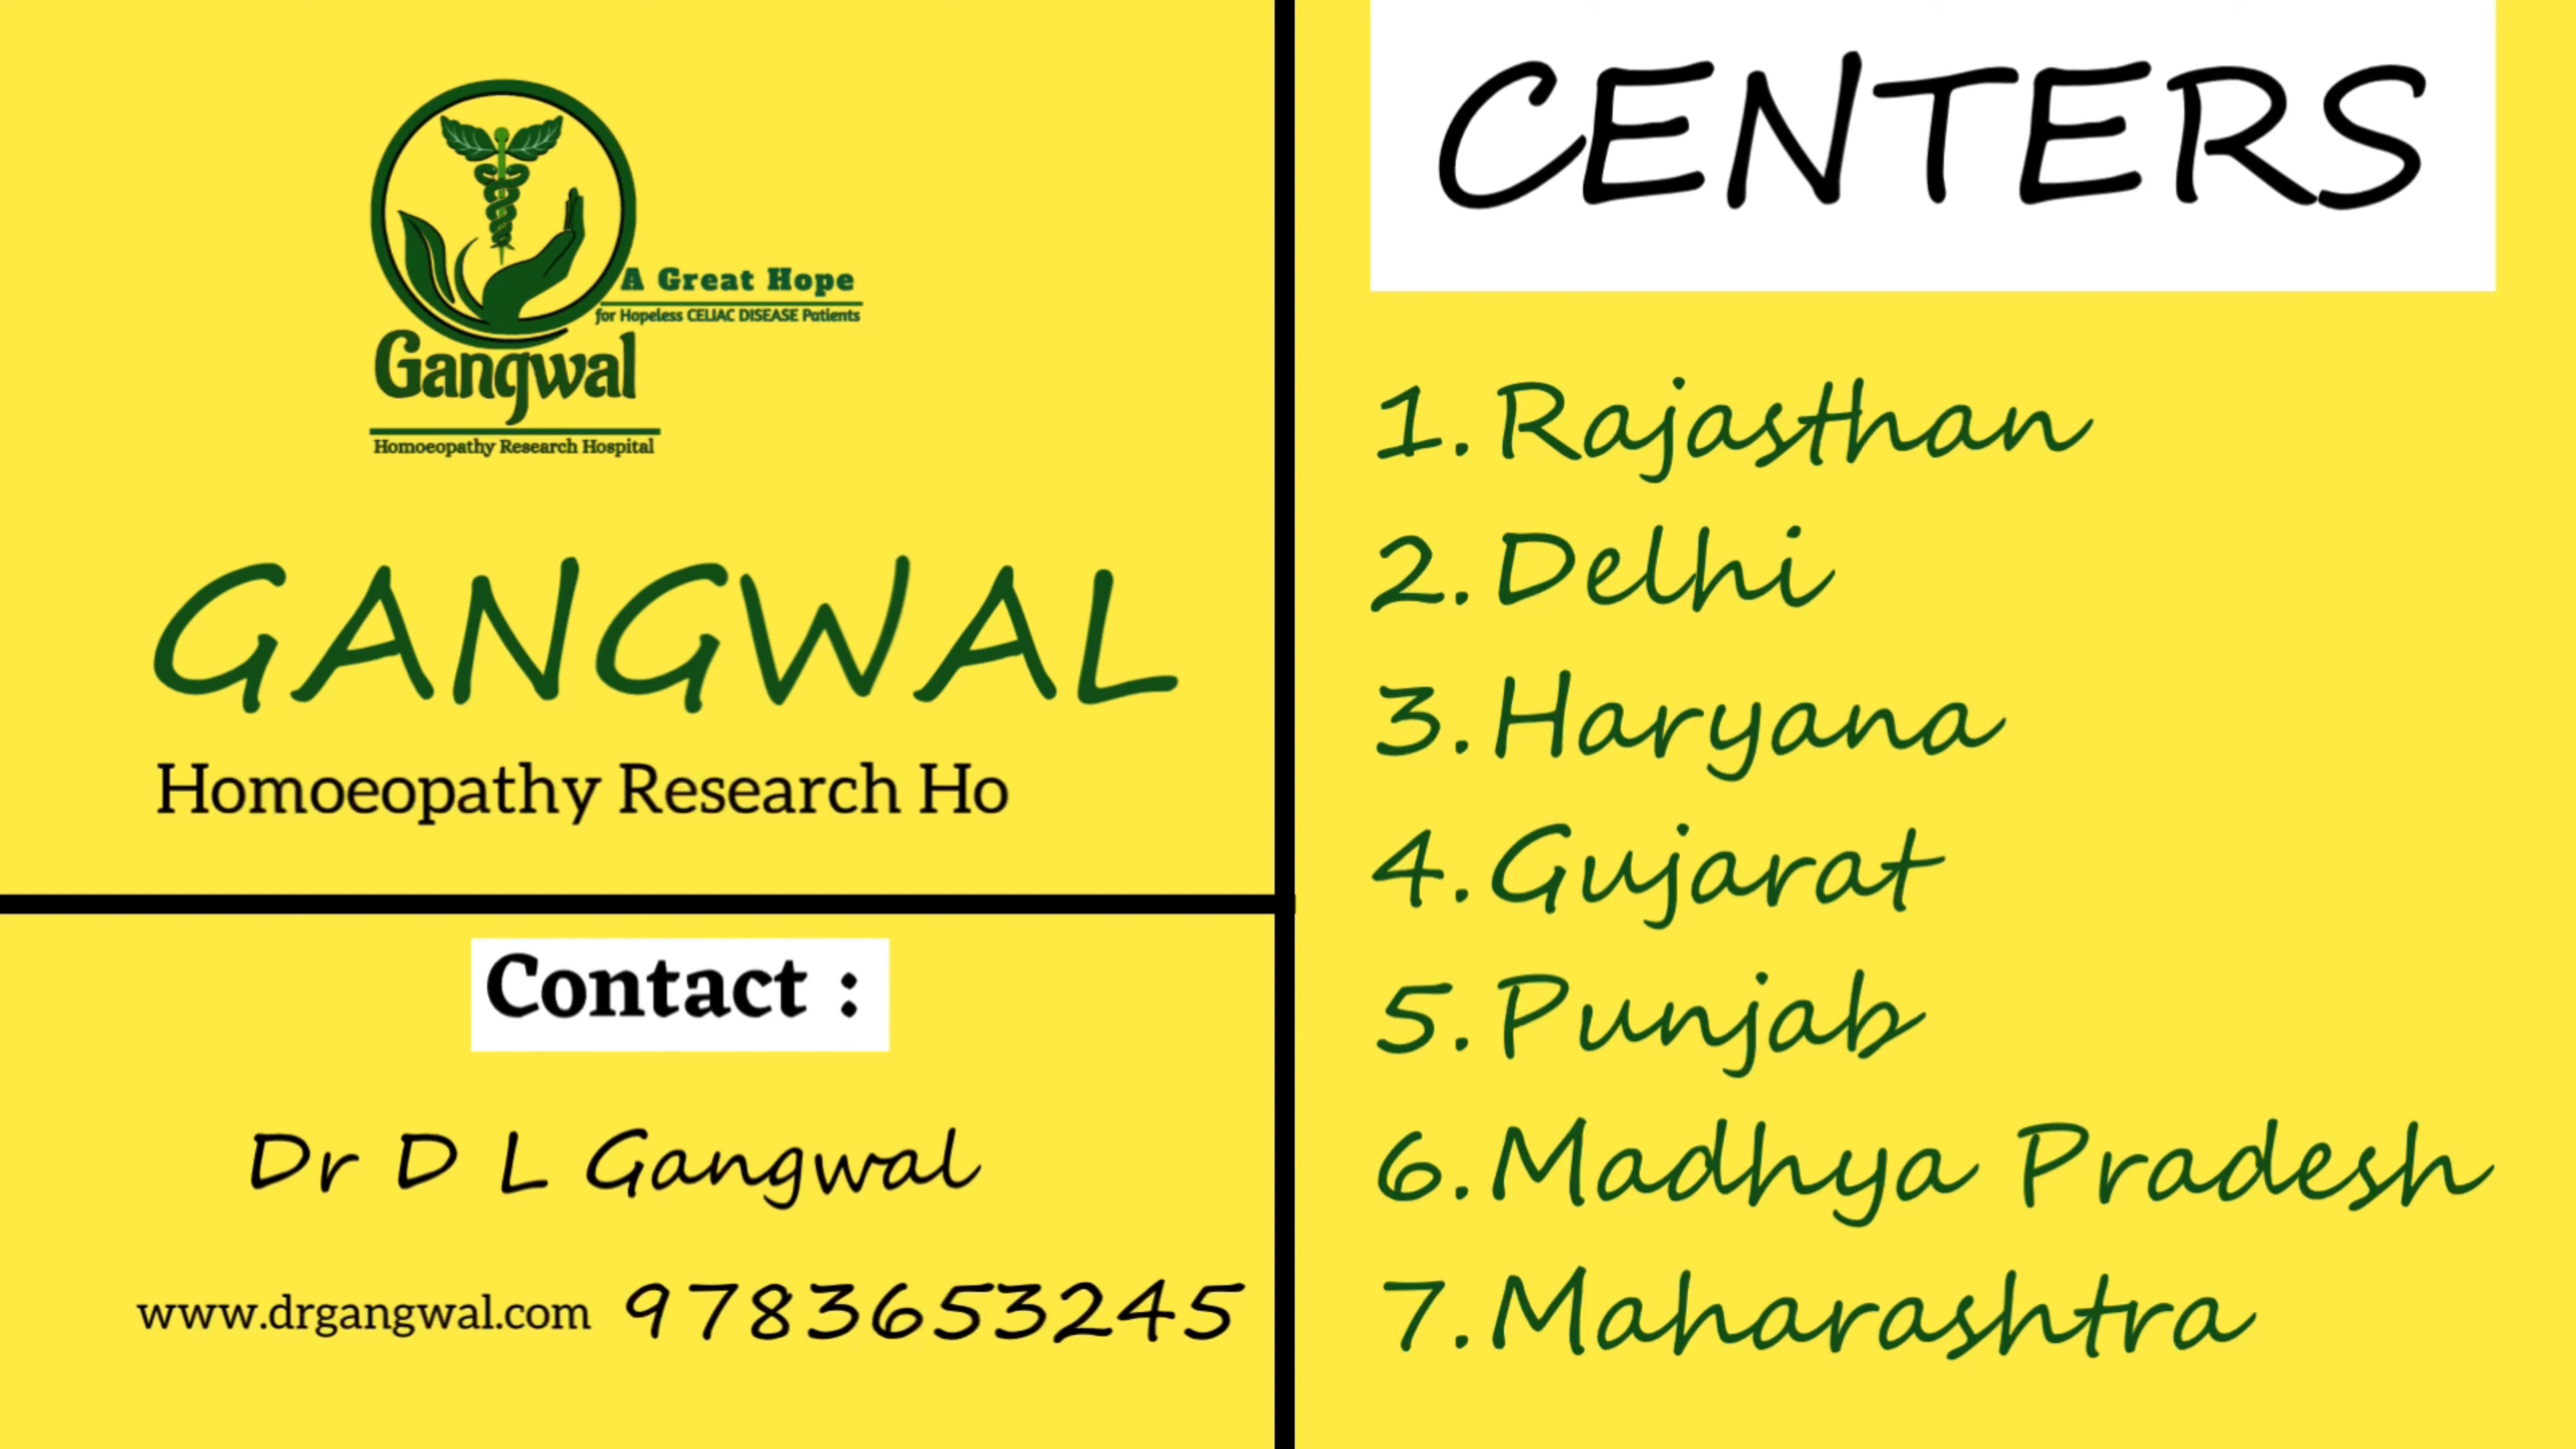 A Great Hope
for Hopeless CELIAC DISEASE Patients
Gangwal
Homoeopathy Research Hospital
GANGWAL
Homoeopathy Research Ho
Contact :
Dr D L Gangwal
www.drgangwal.com 9783653245
CENTERS
1. Rajasthan
2. Delhi
3. Haryana
4. Gujarat
5. Punjab
6. Madhya Pradesh
7. Maharashtra